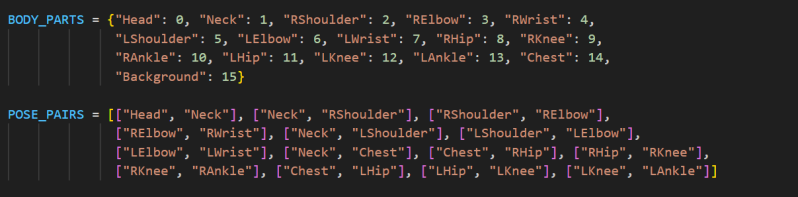 BODY_PARTS = {"Head": 0, "Neck": 1, "RShoulder": 2, "RElbow": 3, "RWrist": 4,
"LShoulder": 5, "LElbow": 6, "LWrist": 7, "RHip": 8, "RKnee": 9,
"RAnkle": 10, "LHip": 11, "LKnee": 12, "LAnkle": 13, "Chest": 14,
"Background": 15}
POSE_PAIRS = [["Head", "Neck"], ["Neck", "RShoulder"], ["RShoulder", "RElbow"],
["RElbow", "RWrist"], ["Neck", "LShoulder"], ["LShoulder", "LElbow"],
["LElbow", "LWrist"], ["Neck", "Chest"], ["Chest", "RHip"], ["RHip", "RKnee"],
["RKnee", "RAnkle"], ["Chest", "LHip"], ["LHip", "LKnee"], ["LKnee", "LAnkle"]]